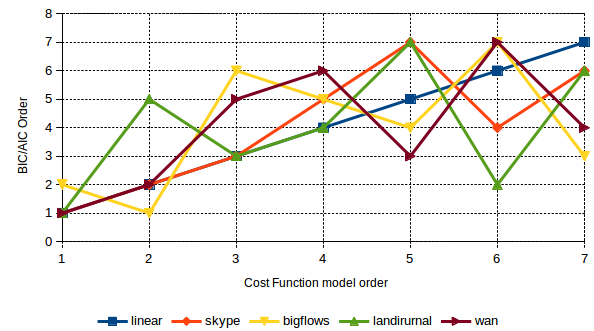 8
7
6
5
4
3
2
1
0
BIC/AIC Order
1 2 3 4 5 6 7
Cost Function model order
linear skype bigflows landirurnal wan